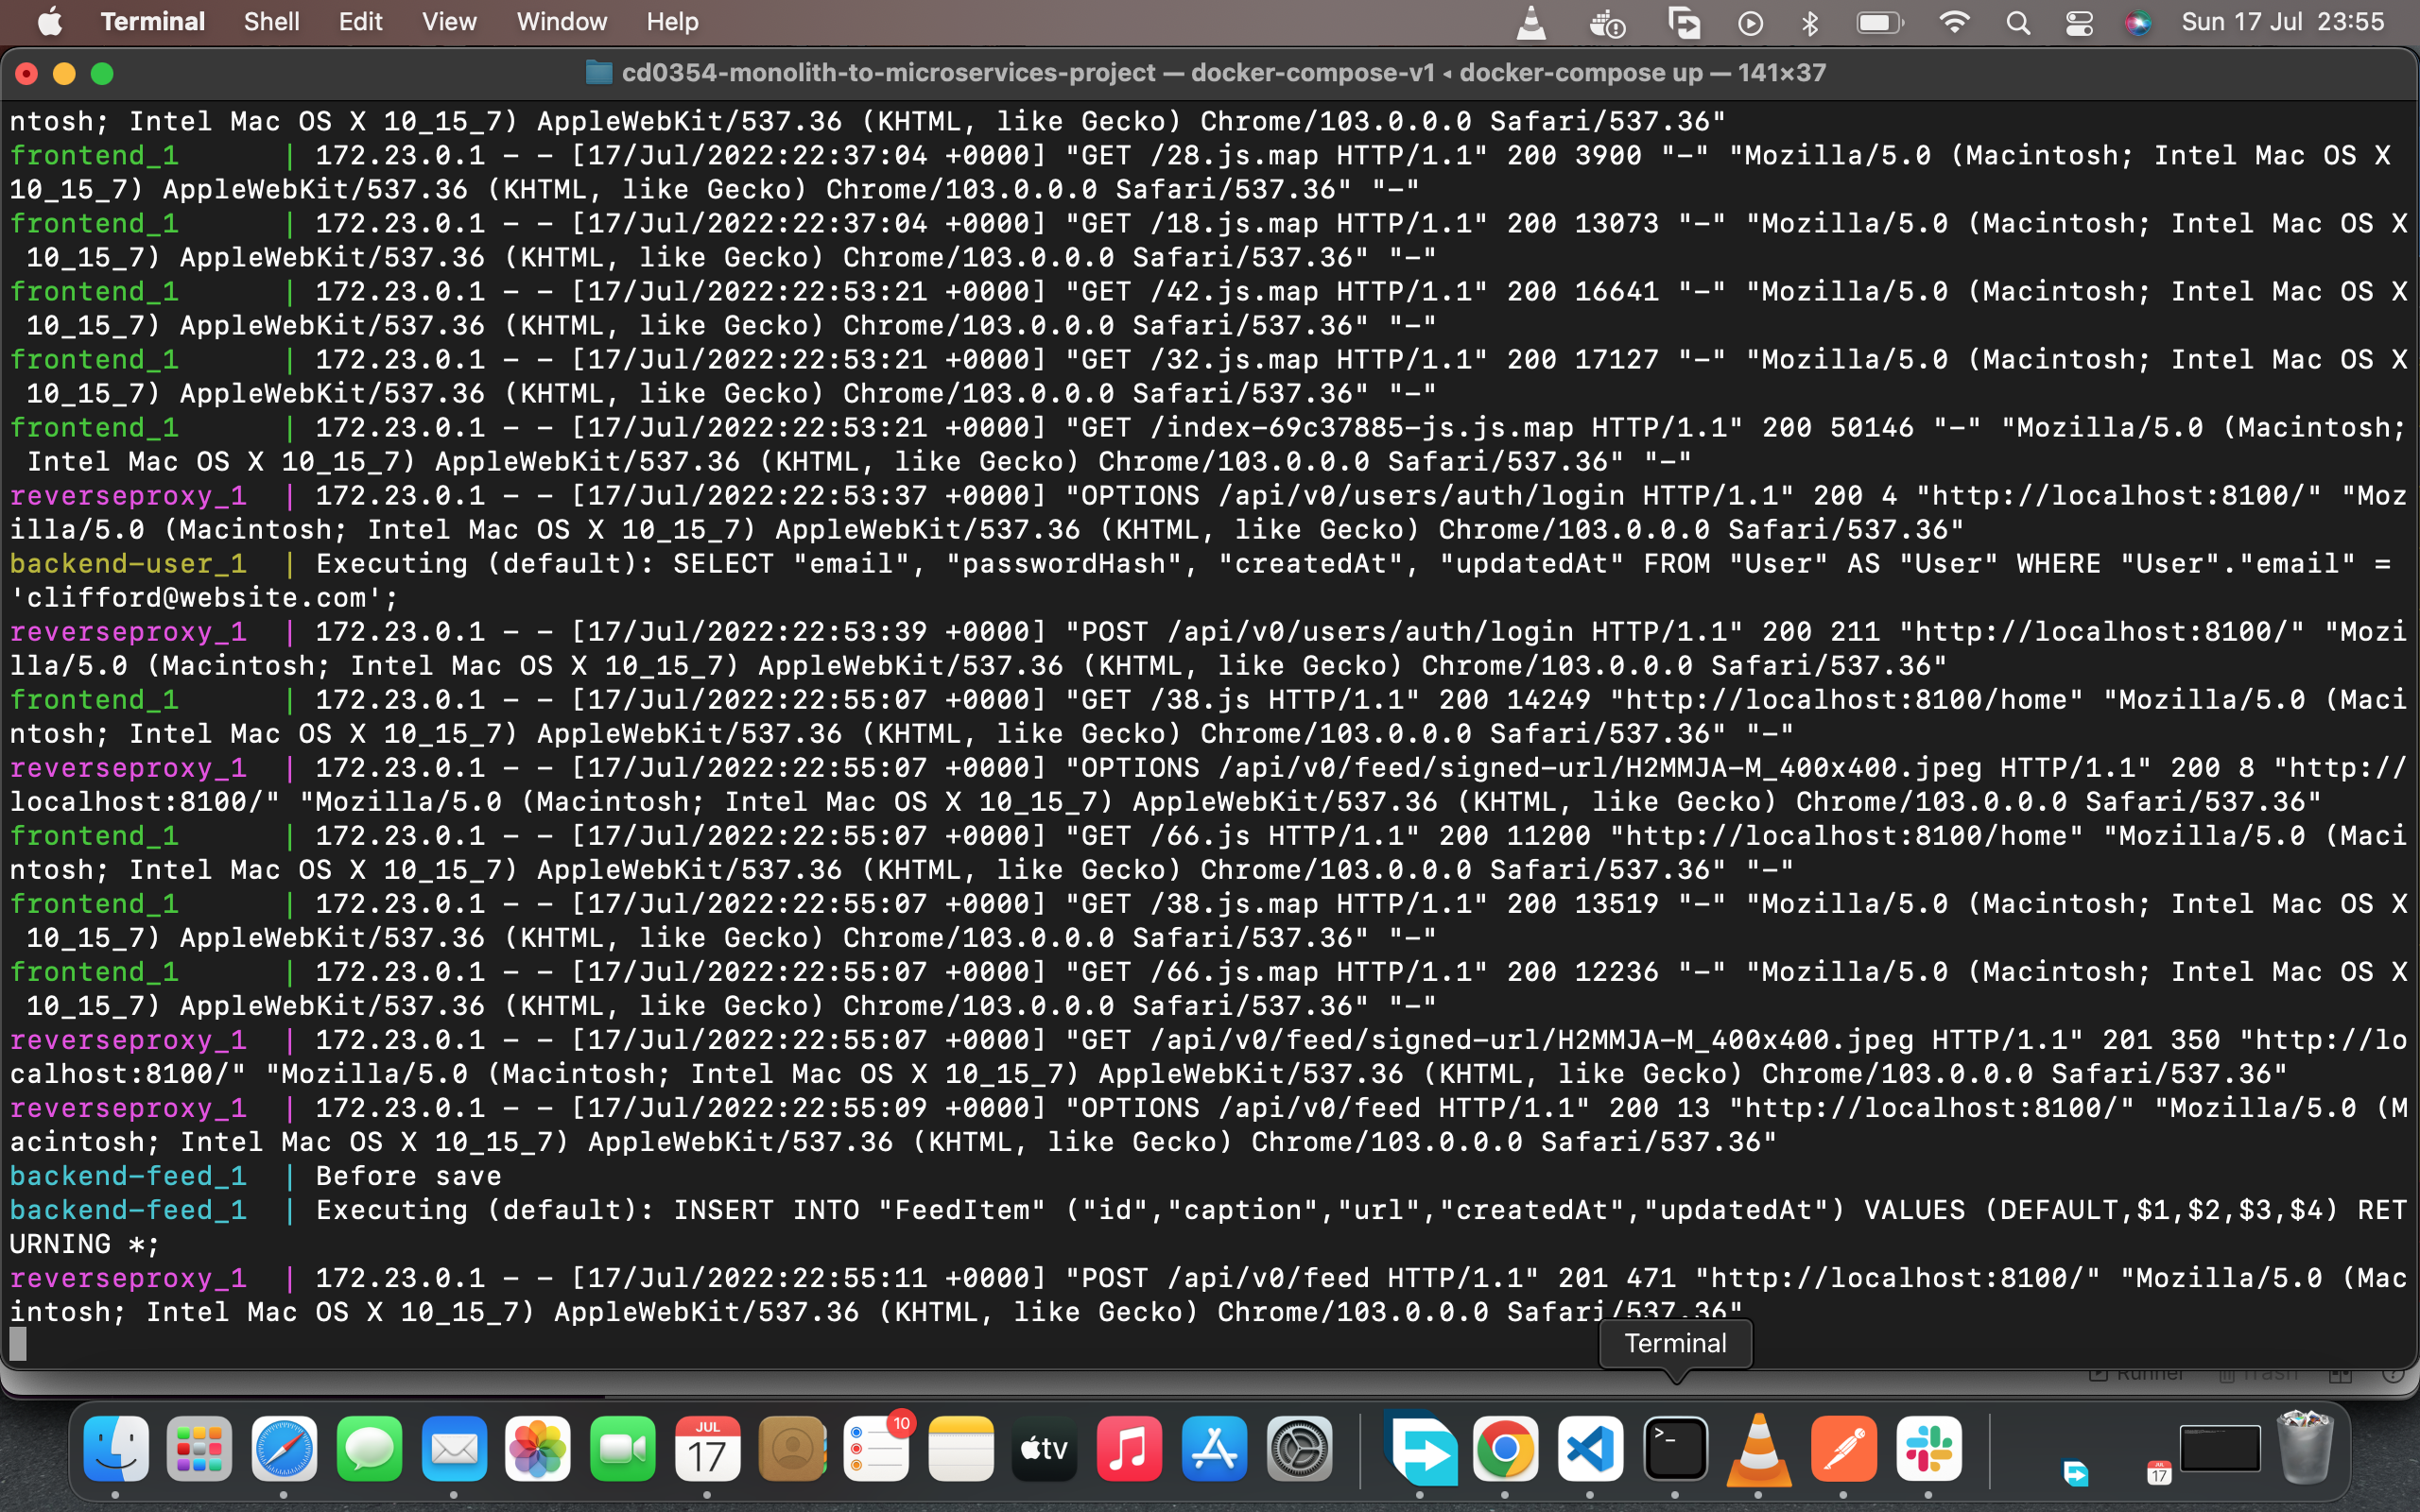 Terminal Shell Edit View Window Help Sun 17 Jul 23:55
cd0354-monolith-to-microservices-project — docker-compose-v1 ◂ docker-compose up — 141×37
ntosh; Intel Mac OS X 10_15_7) AppleWebKit/537.36 (KHTML, like Gecko) Chrome/103.0.0.0 Safari/537.36"
frontend_1      | 172.23.0.1 - - [17/Jul/2022:22:37:04 +0000] "GET /28.js.map HTTP/1.1" 200 3900 "-" "Mozilla/5.0 (Macintosh; Intel Mac OS X
10_15_7) AppleWebKit/537.36 (KHTML, like Gecko) Chrome/103.0.0.0 Safari/537.36" "-"
frontend_1      | 172.23.0.1 - - [17/Jul/2022:22:37:04 +0000] "GET /18.js.map HTTP/1.1" 200 13073 "-" "Mozilla/5.0 (Macintosh; Intel Mac OS X
 10_15_7) AppleWebKit/537.36 (KHTML, like Gecko) Chrome/103.0.0.0 Safari/537.36" "-"
frontend_1      | 172.23.0.1 - - [17/Jul/2022:22:53:21 +0000] "GET /42.js.map HTTP/1.1" 200 16641 "-" "Mozilla/5.0 (Macintosh; Intel Mac OS X
 10_15_7) AppleWebKit/537.36 (KHTML, like Gecko) Chrome/103.0.0.0 Safari/537.36" "-"
frontend_1      | 172.23.0.1 - - [17/Jul/2022:22:53:21 +0000] "GET /32.js.map HTTP/1.1" 200 17127 "-" "Mozilla/5.0 (Macintosh; Intel Mac OS X
 10_15_7) AppleWebKit/537.36 (KHTML, like Gecko) Chrome/103.0.0.0 Safari/537.36" "-"
frontend_1      | 172.23.0.1 - - [17/Jul/2022:22:53:21 +0000] "GET /index-69c37885-js.js.map HTTP/1.1" 200 50146 "-" "Mozilla/5.0 (Macintosh;
 Intel Mac OS X 10_15_7) AppleWebKit/537.36 (KHTML, like Gecko) Chrome/103.0.0.0 Safari/537.36" "-"
reverseproxy_1  | 172.23.0.1 - - [17/Jul/2022:22:53:37 +0000] "OPTIONS /api/v0/users/auth/login HTTP/1.1" 200 4 "http://localhost:8100/" "Moz
illa/5.0 (Macintosh; Intel Mac OS X 10_15_7) AppleWebKit/537.36 (KHTML, like Gecko) Chrome/103.0.0.0 Safari/537.36"
backend-user_1  | Executing (default): SELECT "email", "passwordHash", "createdAt", "updatedAt" FROM "User" AS "User" WHERE "User"."email" =
'clifford@website.com';
reverseproxy_1  | 172.23.0.1 - - [17/Jul/2022:22:53:39 +0000] "POST /api/v0/users/auth/login HTTP/1.1" 200 211 "http://localhost:8100/" "Mozi
lla/5.0 (Macintosh; Intel Mac OS X 10_15_7) AppleWebKit/537.36 (KHTML, like Gecko) Chrome/103.0.0.0 Safari/537.36"
frontend_1      | 172.23.0.1 - - [17/Jul/2022:22:55:07 +0000] "GET /38.js HTTP/1.1" 200 14249 "http://localhost:8100/home" "Mozilla/5.0 (Maci
ntosh; Intel Mac OS X 10_15_7) AppleWebKit/537.36 (KHTML, like Gecko) Chrome/103.0.0.0 Safari/537.36" "-"
reverseproxy_1  | 172.23.0.1 - - [17/Jul/2022:22:55:07 +0000] "OPTIONS /api/v0/feed/signed-url/H2MMJA-M_400x400.jpeg HTTP/1.1" 200 8 "http://
localhost:8100/" "Mozilla/5.0 (Macintosh; Intel Mac OS X 10_15_7) AppleWebKit/537.36 (KHTML, like Gecko) Chrome/103.0.0.0 Safari/537.36"
frontend_1      | 172.23.0.1 - - [17/Jul/2022:22:55:07 +0000] "GET /66.js HTTP/1.1" 200 11200 "http://localhost:8100/home" "Mozilla/5.0 (Maci
ntosh; Intel Mac OS X 10_15_7) AppleWebKit/537.36 (KHTML, like Gecko) Chrome/103.0.0.0 Safari/537.36" "-"
frontend_1      | 172.23.0.1 - - [17/Jul/2022:22:55:07 +0000] "GET /38.js.map HTTP/1.1" 200 13519 "-" "Mozilla/5.0 (Macintosh; Intel Mac OS X
 10_15_7) AppleWebKit/537.36 (KHTML, like Gecko) Chrome/103.0.0.0 Safari/537.36" "-"
frontend_1      | 172.23.0.1 - - [17/Jul/2022:22:55:07 +0000] "GET /66.js.map HTTP/1.1" 200 12236 "-" "Mozilla/5.0 (Macintosh; Intel Mac OS X
 10_15_7) AppleWebKit/537.36 (KHTML, like Gecko) Chrome/103.0.0.0 Safari/537.36" "-"
reverseproxy_1  | 172.23.0.1 - - [17/Jul/2022:22:55:07 +0000] "GET /api/v0/feed/signed-url/H2MMJA-M_400x400.jpeg HTTP/1.1" 201 350 "http://lo
calhost:8100/" "Mozilla/5.0 (Macintosh; Intel Mac OS X 10_15_7) AppleWebKit/537.36 (KHTML, like Gecko) Chrome/103.0.0.0 Safari/537.36"
reverseproxy_1  | 172.23.0.1 - - [17/Jul/2022:22:55:09 +0000] "OPTIONS /api/v0/feed HTTP/1.1" 200 13 "http://localhost:8100/" "Mozilla/5.0 (M
acintosh; Intel Mac OS X 10_15_7) AppleWebKit/537.36 (KHTML, like Gecko) Chrome/103.0.0.0 Safari/537.36"
backend-feed_1  | Before save
backend-feed_1  | Executing (default): INSERT INTO "FeedItem" ("id","caption","url","createdAt","updatedAt") VALUES (DEFAULT,$1,$2,$3,$4) RET
URNING *;
reverseproxy_1  | 172.23.0.1 - - [17/Jul/2022:22:55:11 +0000] "POST /api/v0/feed HTTP/1.1" 201 471 "http://localhost:8100/" "Mozilla/5.0 (Mac
intosh; Intel Mac OS X 10_15_7) AppleWebKit/537.36 (KHTML, like Gecko) Chrome/103.0.0.0 Safari/537.36"
Terminal
Runner Trash
JUL
17
10
tv
17